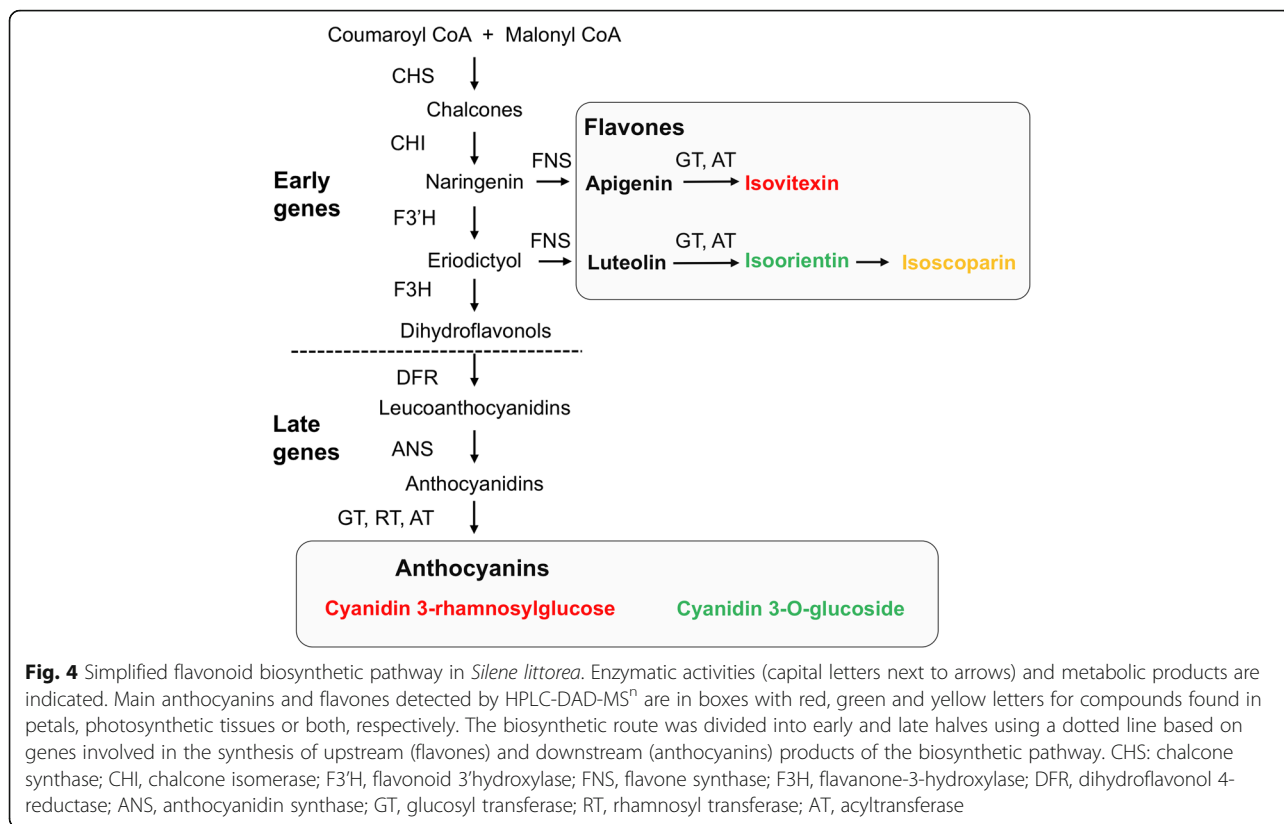 Coumaroyl CoA + Malonyl CoA
CHS
Chalcones
CHI
Early
genes
Naringenin
FNS
Flavones
Apigenin
GT, AT
Isovitexin
F3'H
Eriodictyol
FNS
Luteolin
GT, AT
Isoorientin
Isoscoparin
F3H
Dihydroflavonols
DFR
Leucoanthocyanidins
Late
genes
ANS
Anthocyanidins
GT, RT, AT
Anthocyanins
Cyanidin 3-rhamnosylglucose
Cyanidin 3-O-glucoside
Fig. 4 Simplified flavonoid biosynthetic pathway in Silene littorea. Enzymatic activities (capital letters next to arrows) and metabolic products are
indicated. Main anthocyanins and flavones detected by HPLC-DAD-MSⁿ are in boxes with red, green and yellow letters for compounds found in
petals, photosynthetic tissues or both, respectively. The biosynthetic route was divided into early and late halves using a dotted line based on
genes involved in the synthesis of upstream (flavones) and downstream (anthocyanins) products of the biosynthetic pathway. CHS: chalcone
synthase; CHI, chalcone isomerase; F3'H, flavonoid 3'hydroxylase; FNS, flavone synthase; F3H, flavanone-3-hydroxylase; DFR, dihydroflavonol 4-
reductase; ANS, anthocyanidin synthase; GT, glucosyl transferase; RT, rhamnosyl transferase; AT, acyltransferase